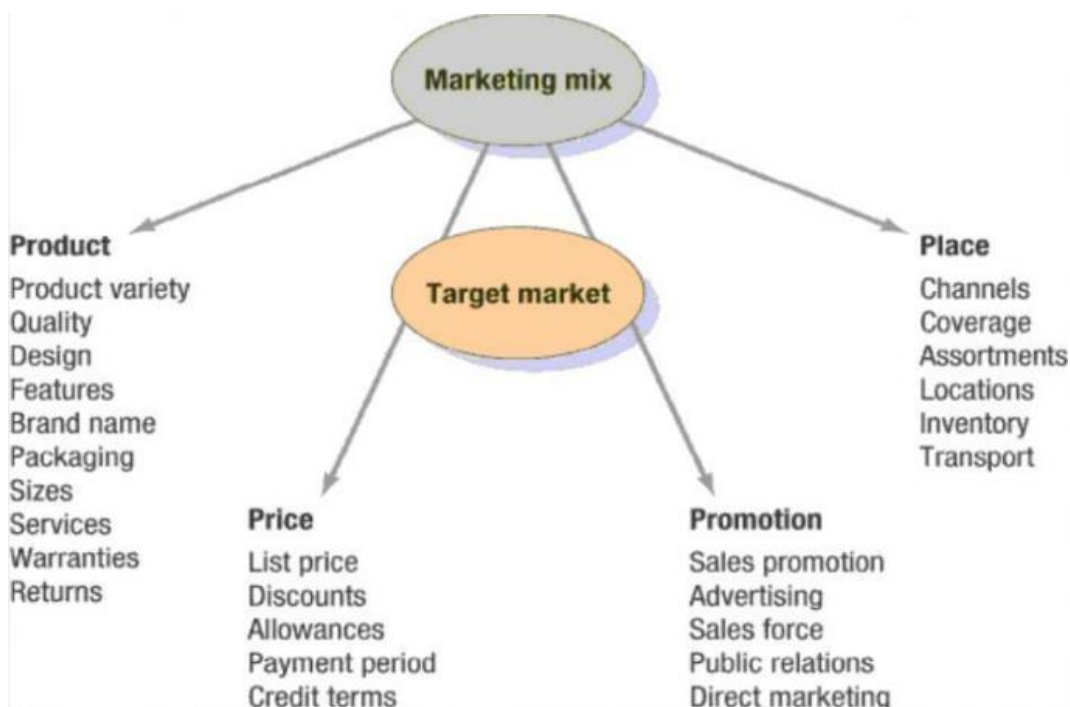 Marketing mix
Target market
Product
Product variety
Quality
Design
Features
Brand name
Packaging
Sizes
Services
Warranties
Returns
Price
List price
Discounts
Allowances
Payment period
Credit terms
Promotion
Sales promotion
Advertising
Sales force
Public relations
Direct marketing
Place
Channels
Coverage
Assortments
Locations
Inventory
Transport